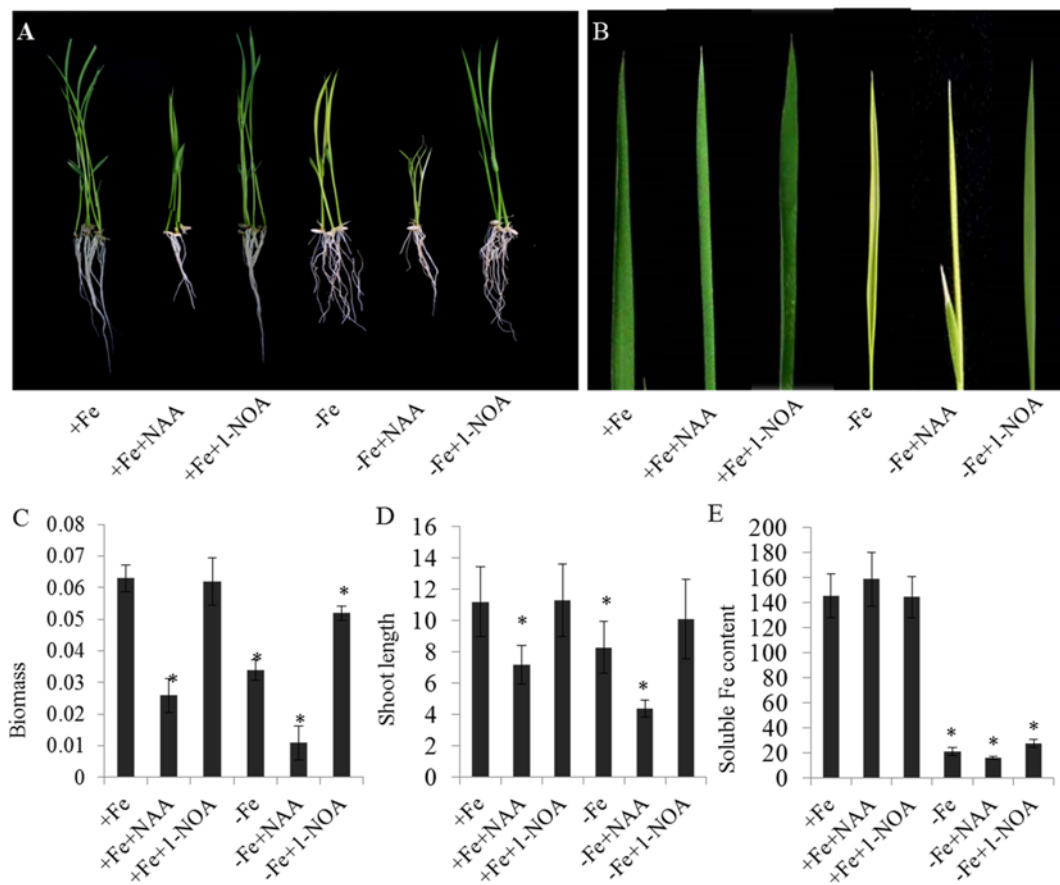 A
B
+Fe
+Fe+NAA
+Fe+1-NOA
-Fe
-Fe+NAA
-Fe+1-NOA
+Fe
+Fe+NAA
+Fe+1-NOA
-Fe
-Fe+NAA
-Fe+1-NOA
C
Biomass
0.08
0.07
0.06
0.05
0.04
0.03
0.02
0.01
0
*
*
*
*
+Fe
+Fe+NAA
+Fe+1-NOA
-Fe
-Fe+NAA
-Fe+1-NOA
D
Shoot length
16
14
12
10
8
6
4
2
0
*
*
*
+Fe
+Fe+NAA
+Fe+1-NOA
-Fe
-Fe+NAA
-Fe+1-NOA
E
Soluble Fe content
200
180
160
140
120
100
80
60
40
20
0
*
*
*
+Fe
+Fe+NAA
+Fe+1-NOA
-Fe
-Fe+NAA
-Fe+1-NOA